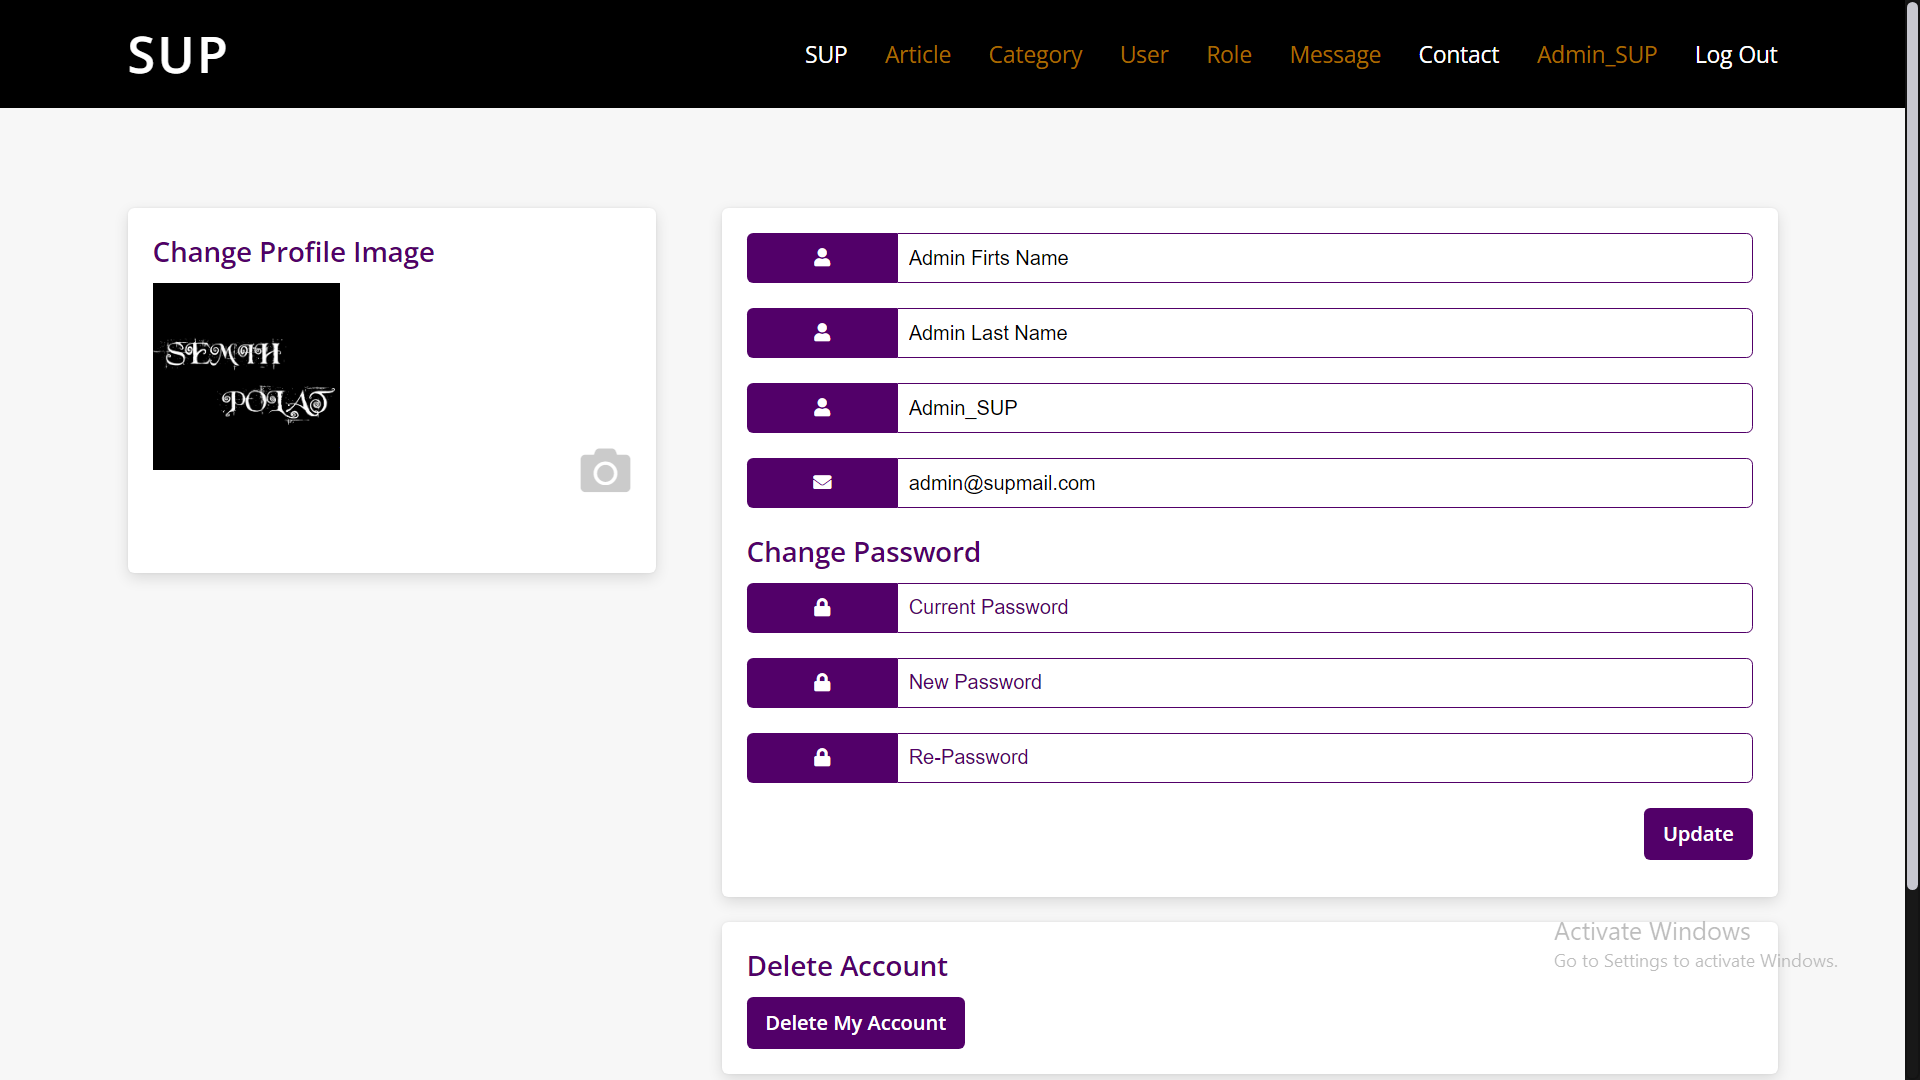 SUP
SUP Article Category User Role Message Contact Admin_SUP Log Out
Change Profile Image
SEMIH
POLAT
Admin Firts Name
Admin Last Name
Admin_SUP
admin@supmail.com
Change Password
Current Password
New Password
Re-Password
Update
Delete Account
Delete My Account
Activate Windows
Go to Settings to activate Windows.